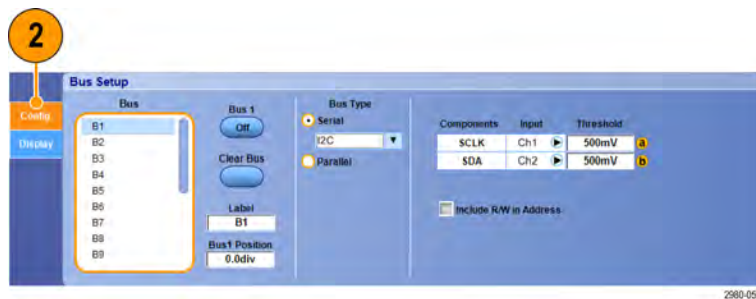 2
Bus Setup
Config
Display
Bus
B1
B2
B3
B4
B5
B6
B7
B8
B9
Bus 1
Off
Clear Bus
Label
B1
Bus1 Position
0.0div
Bus Type
Serial
I2C
Parallel
Components Input Threshold
SCLK Ch1 500mV a
SDA Ch2 500mV b
Include R/W in Address
2980-05